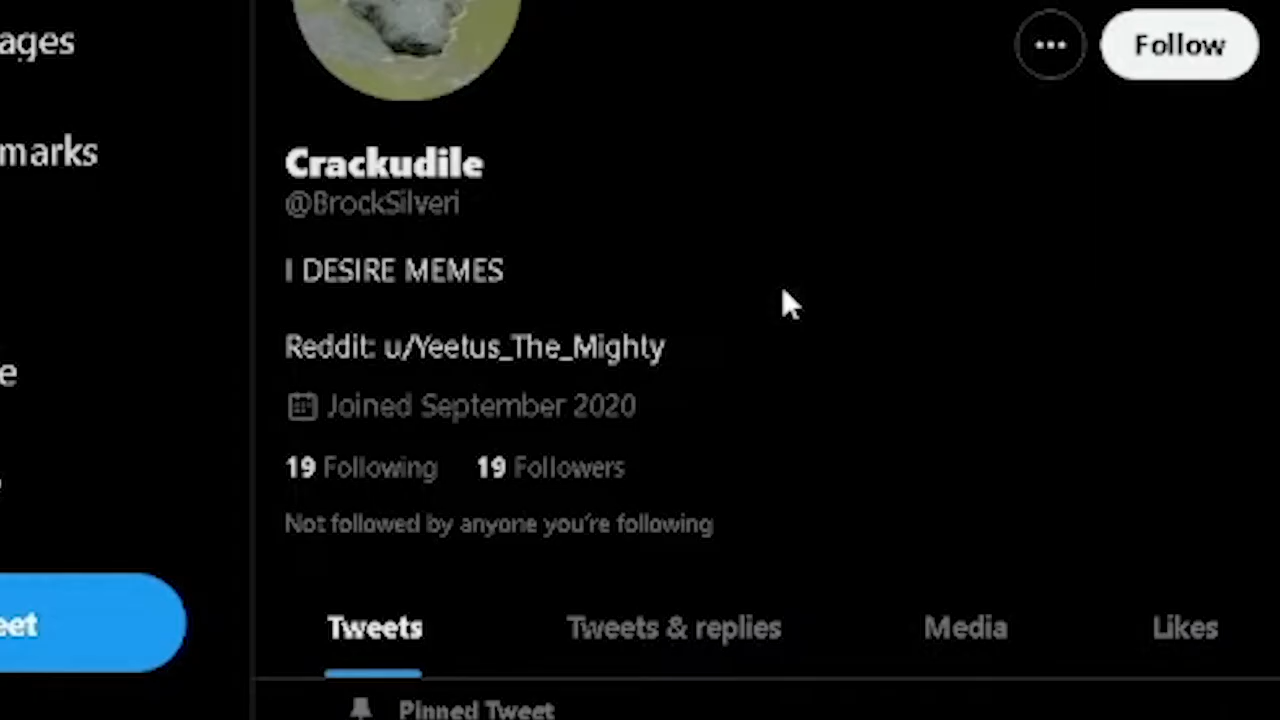 ages
marks
e
eet
Follow
Crackudile
@BrockSilveri
I DESIRE MEMES
Reddit: u/Yeetus_The_Mighty
Joined September 2020
19 Following 19 Followers
Not followed by anyone you're following
Tweets Tweets & replies Media Likes
Pinned Tweet